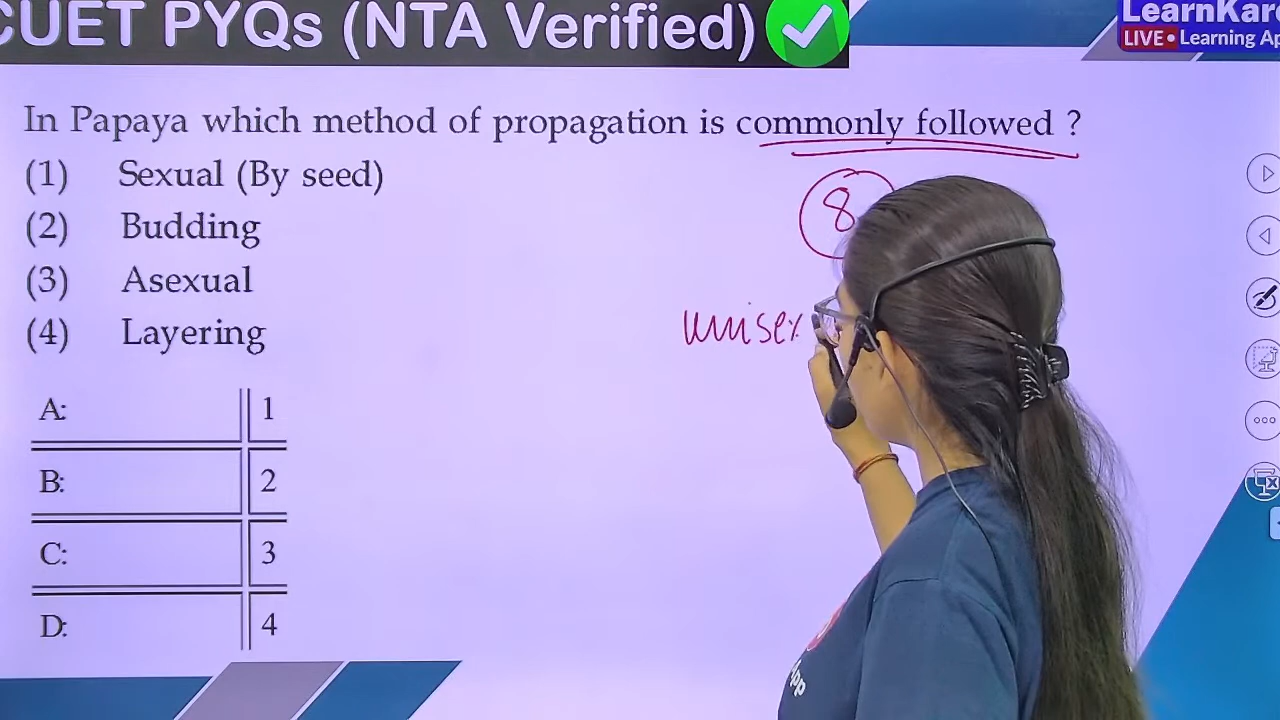 CUET PYQs (NTA Verified)
LearnKar
LIVE • Learning Ap
In Papaya which method of propagation is commonly followed ?
(1) Sexual (By seed)
(2) Budding
(3) Asexual
(4) Layering
8
unisex
A: 1
B: 2
C: 3
D: 4
APP